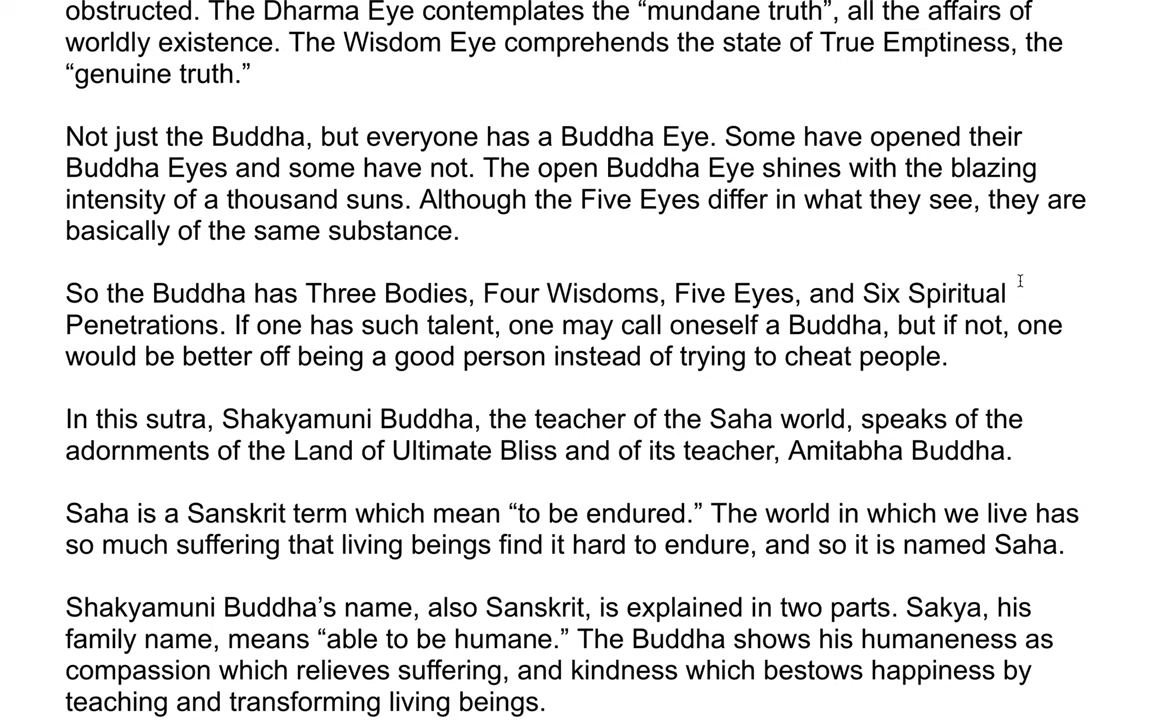 obstructed. The Dharma Eye contemplates the “mundane truth”, all the affairs of
worldly existence. The Wisdom Eye comprehends the state of True Emptiness, the
“genuine truth.”
Not just the Buddha, but everyone has a Buddha Eye. Some have opened their
Buddha Eyes and some have not. The open Buddha Eye shines with the blazing
intensity of a thousand suns. Although the Five Eyes differ in what they see, they are
basically of the same substance.
So the Buddha has Three Bodies, Four Wisdoms, Five Eyes, and Six Spiritual
Penetrations. If one has such talent, one may call oneself a Buddha, but if not, one
would be better off being a good person instead of trying to cheat people.
In this sutra, Shakyamuni Buddha, the teacher of the Saha world, speaks of the
adornments of the Land of Ultimate Bliss and of its teacher, Amitabha Buddha.
Saha is a Sanskrit term which mean “to be endured.” The world in which we live has
so much suffering that living beings find it hard to endure, and so it is named Saha.
Shakyamuni Buddha’s name, also Sanskrit, is explained in two parts. Sakya, his
family name, means “able to be humane.” The Buddha shows his humaneness as
compassion which relieves suffering, and kindness which bestows happiness by
teaching and transforming living beings.